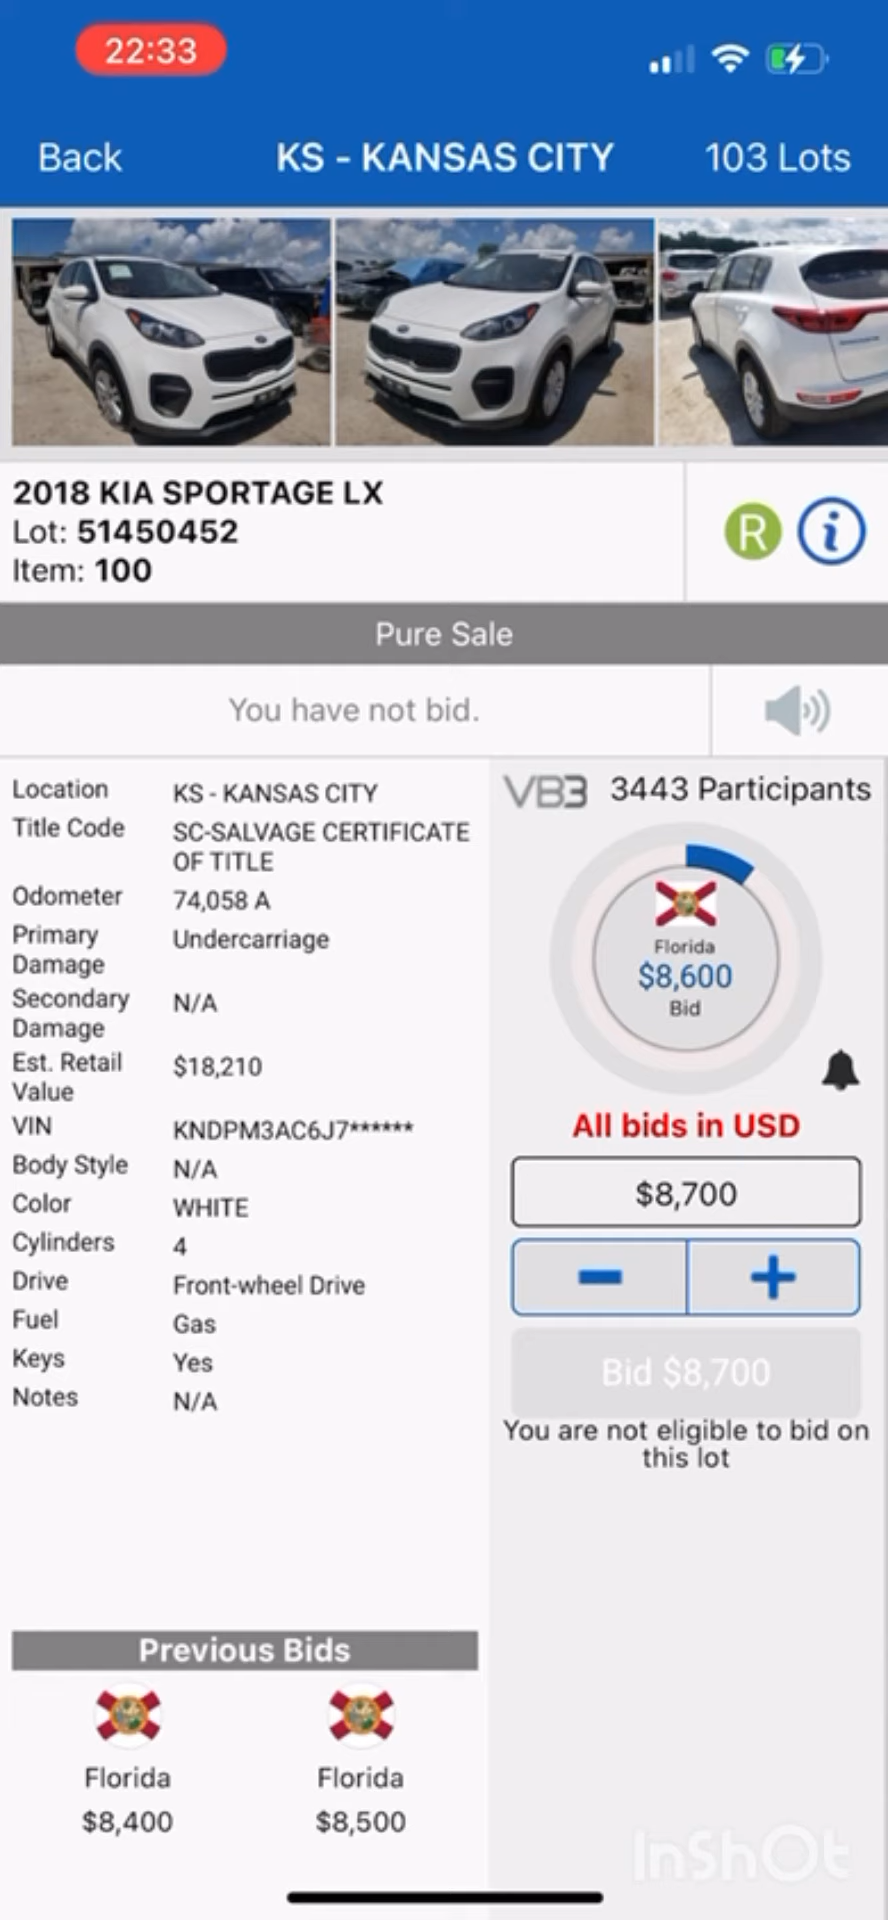 22:33
Back
KS - KANSAS CITY
103 Lots
2018 KIA SPORTAGE LX
Lot: 51450452
Item: 100
R
i
Pure Sale
You have not bid.
Location KS - KANSAS CITY
Title Code SC-SALVAGE CERTIFICATE
OF TITLE
Odometer 74,058 A
Primary
Damage Undercarriage
Secondary
Damage N/A
Est. Retail
Value $18,210
VIN KNDPM3AC6J7******
Body Style N/A
Color WHITE
Cylinders 4
Drive Front-wheel Drive
Fuel Gas
Keys Yes
Notes N/A
VB3 3443 Participants
Florida
$8,600
Bid
All bids in USD
$8,700
Bid $8,700
You are not eligible to bid on
this lot
Previous Bids
Florida Florida
$8,400 $8,500
InShOt